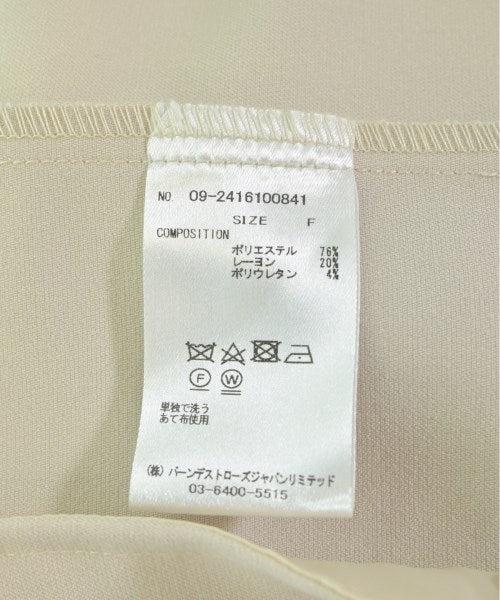 NO 09-2416100841
SIZE F
COMPOSITION
ポリエステル 76%
レーヨン 20%
ポリウレタン 4%
F W
単独で洗う
あて布使用
(株) バーンデストローズジャパンリミテッド
03-6400-5515